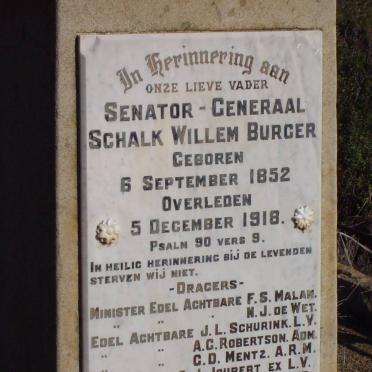 In Herinnering aan
ONZE LIEVE VADER
SENATOR - GENERAAL
SCHALK WILLEM BURGER
GEBOREN
6 SEPTEMBER 1852
OVERLEDEN
5 DECEMBER 1918.
PSALM 90 VERS 9.
IN HEILIG HERINNERING BIJ DE LEVENDEN
STERVEN WIJ NIET.
-DRAGERS-
MINISTER EDEL ACHTBARE F.S. MALAN.
" " " N.J. DE WET.
EDEL ACHTBARE J.L. SCHURINK. L.V.
" " A.G. ROBERTSON. ADM.
" " G.D. MENTZ. A.R.M.
JOUBERT EX L.V.